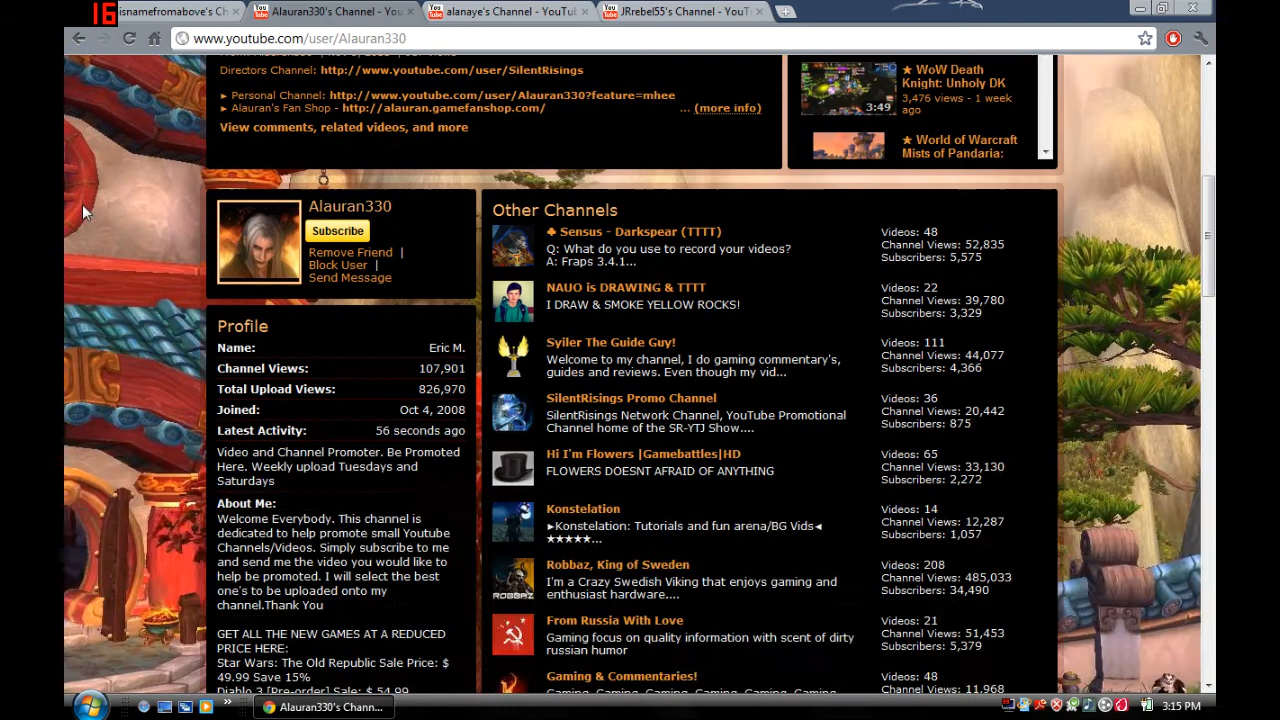 16
isnamefromabove's Ch
Alauran330's Channel - You
alanaye's Channel - YouTu
JRrebel55's Channel - YouT
www.youtube.com/user/Alauran330
Directors Channel: http://www.youtube.com/user/SilentRisings
► Personal Channel: http://www.youtube.com/user/Alauran330?feature=mhee
► Alauran's Fan Shop - http://alauran.gamefanshop.com/ ... (more info)
View comments, related videos, and more
3:49
★ WoW Death
Knight: Unholy DK
3,476 views - 1 week
ago
★ World of Warcraft
Mists of Pandaria:
Alauran330
Subscribe
Remove Friend |
Block User |
Send Message
Profile
Name: Eric M.
Channel Views: 107,901
Total Upload Views: 826,970
Joined: Oct 4, 2008
Latest Activity: 56 seconds ago
Video and Channel Promoter. Be Promoted
Here. Weekly upload Tuesdays and
Saturdays
About Me:
Welcome Everybody. This channel is
dedicated to help promote small Youtube
Channels/Videos. Simply subscribe to me
and send me the video you would like to
help be promoted. I will select the best
one's to be uploaded onto my
channel.Thank You
GET ALL THE NEW GAMES AT A REDUCED
PRICE HERE:
Star Wars: The Old Republic Sale Price: $
49.99 Save 15%
Diablo 3 [Pre-order] Sale: $ 54.99
Other Channels
♣ Sensus - Darkspear (TTTT)
Q: What do you use to record your videos?
A: Fraps 3.4.1...
Videos: 48
Channel Views: 52,835
Subscribers: 5,575
NAUO is DRAWING & TTTT
I DRAW & SMOKE YELLOW ROCKS!
Videos: 22
Channel Views: 39,780
Subscribers: 3,329
Syiler The Guide Guy!
Welcome to my channel, I do gaming commentary's,
guides and reviews. Even though my vid...
Videos: 111
Channel Views: 44,077
Subscribers: 4,366
SilentRisings Promo Channel
SilentRisings Network Channel, YouTube Promotional
Channel home of the SR-YTJ Show....
Videos: 36
Channel Views: 20,442
Subscribers: 875
Hi I'm Flowers |Gamebattles|HD
FLOWERS DOESNT AFRAID OF ANYTHING
Videos: 65
Channel Views: 33,130
Subscribers: 2,272
Konstelation
►Konstelation: Tutorials and fun arena/BG Vids◄
★★★★★...
Videos: 14
Channel Views: 12,287
Subscribers: 1,057
Robbaz, King of Sweden
I'm a Crazy Swedish Viking that enjoys gaming and
enthusiast hardware....
ROBBAZ
Videos: 208
Channel Views: 485,033
Subscribers: 34,490
From Russia With Love
Gaming focus on quality information with scent of dirty
russian humor
Videos: 21
Channel Views: 51,453
Subscribers: 5,379
Gaming & Commentaries!
Gaming, Gaming, Gaming, Gaming, Gaming, Gaming,
Videos: 48
Channel Views: 11,968
Alauran330's Chann...
3:15 PM